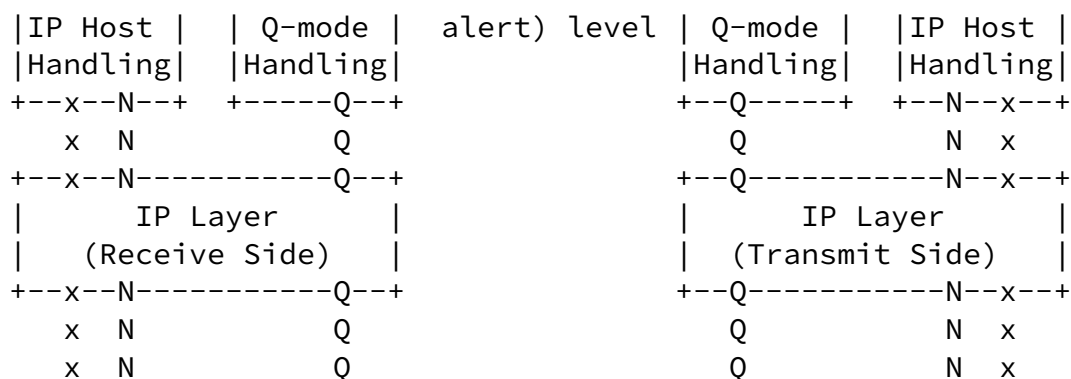 |IP Host |  | Q-mode |  alert) level | Q-mode |  |IP Host |
|Handling|  |Handling|               |Handling|  |Handling|
+--x--N--+  +-----Q--+               +--Q-----+  +--N--x--+
   x  N           Q                     Q           N  x
+--x--N-----------Q--+               +--Q-----------N--x--+
|      IP Layer      |               |      IP Layer      |
|   (Receive Side)   |               |  (Transmit Side)   |
+--x--N-----------Q--+               +--Q-----------N--x--+
   x  N           Q                     Q           N  x
   x  N           Q                     Q           N  x